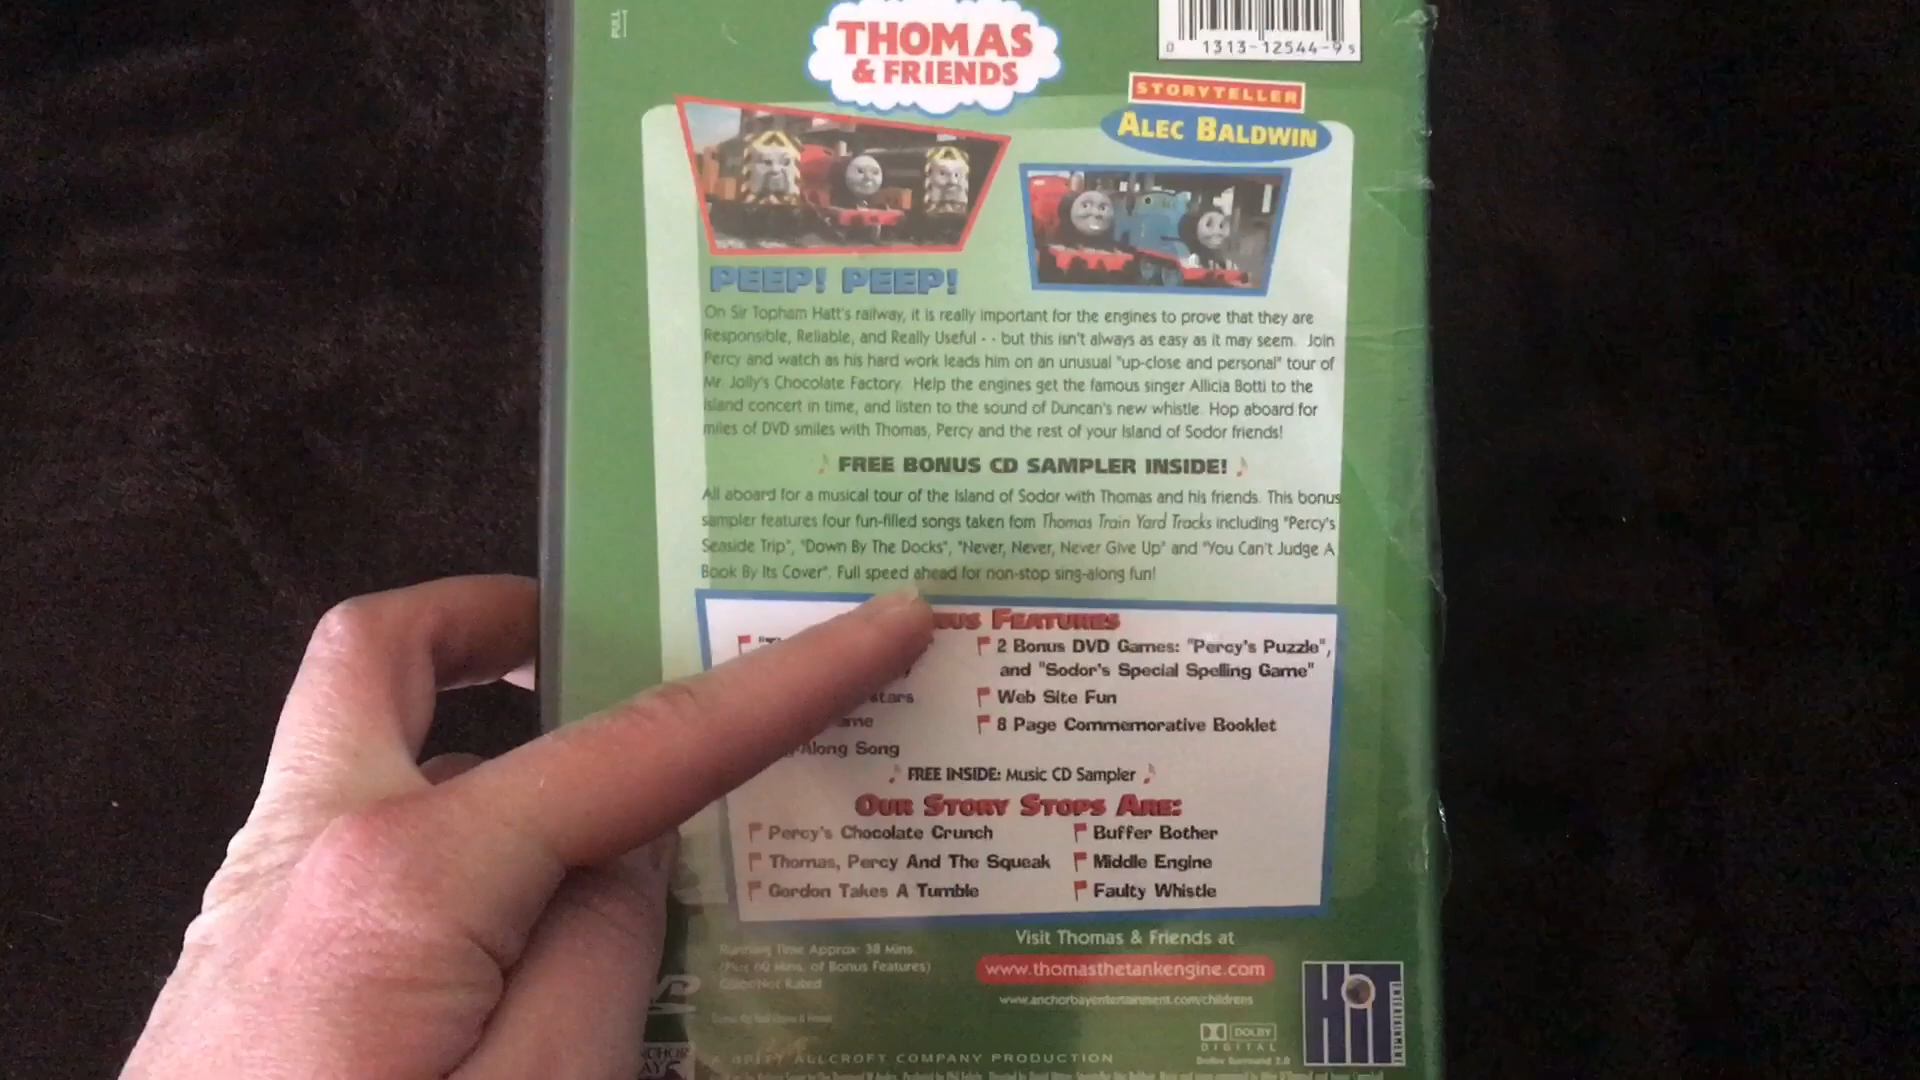 PULL
THOMAS
& FRIENDS
0 1313-12544-9 5
STORYTELLER
ALEC BALDWIN
PEEP! PEEP!
On Sir Topham Hatt's railway, it is really important for the engines to prove that they are
Responsible, Reliable, and Really Useful - - but this isn't always as easy as it may seem. Join
Percy and watch as his hard work leads him on an unusual "up-close and personal" tour of
Mr. Jolly's Chocolate Factory. Help the engines get the famous singer Allicia Botti to the
island concert in time, and listen to the sound of Duncan's new whistle. Hop aboard for
miles of DVD smiles with Thomas, Percy and the rest of your Island of Sodor friends!
FREE BONUS CD SAMPLER INSIDE!
All aboard for a musical tour of the Island of Sodor with Thomas and his friends. This bonus
sampler features four fun-filled songs taken fom Thomas Train Yard Tracks including "Percy's
Seaside Trip", "Down By The Docks", "Never, Never, Never Give Up" and "You Can't Judge A
Book By Its Cover". Full speed ahead for non-stop sing-along fun!
FEATURES
2 Bonus DVD Games: "Percy's Puzzle",
and "Sodor's Special Spelling Game"
Web Site Fun
8 Page Commemorative Booklet
Along Song
FREE INSIDE: Music CD Sampler
OUR STORY STOPS ARE:
Percy's Chocolate Crunch
Thomas, Percy And The Squeak
Gordon Takes A Tumble
Buffer Bother
Middle Engine
Faulty Whistle
Running Time Approx: 38 Mins.
(Plus 60 Mins. of Bonus Features)
Color/Not Rated
Visit Thomas & Friends at
www.thomasthetankengine.com
www.anchorbayentertainment.com/childrens
DOLBY
DIGITAL
Dolby Surround 2.0
HiT
ENTERTAINMENT
A BRITT ALLCROFT COMPANY PRODUCTION